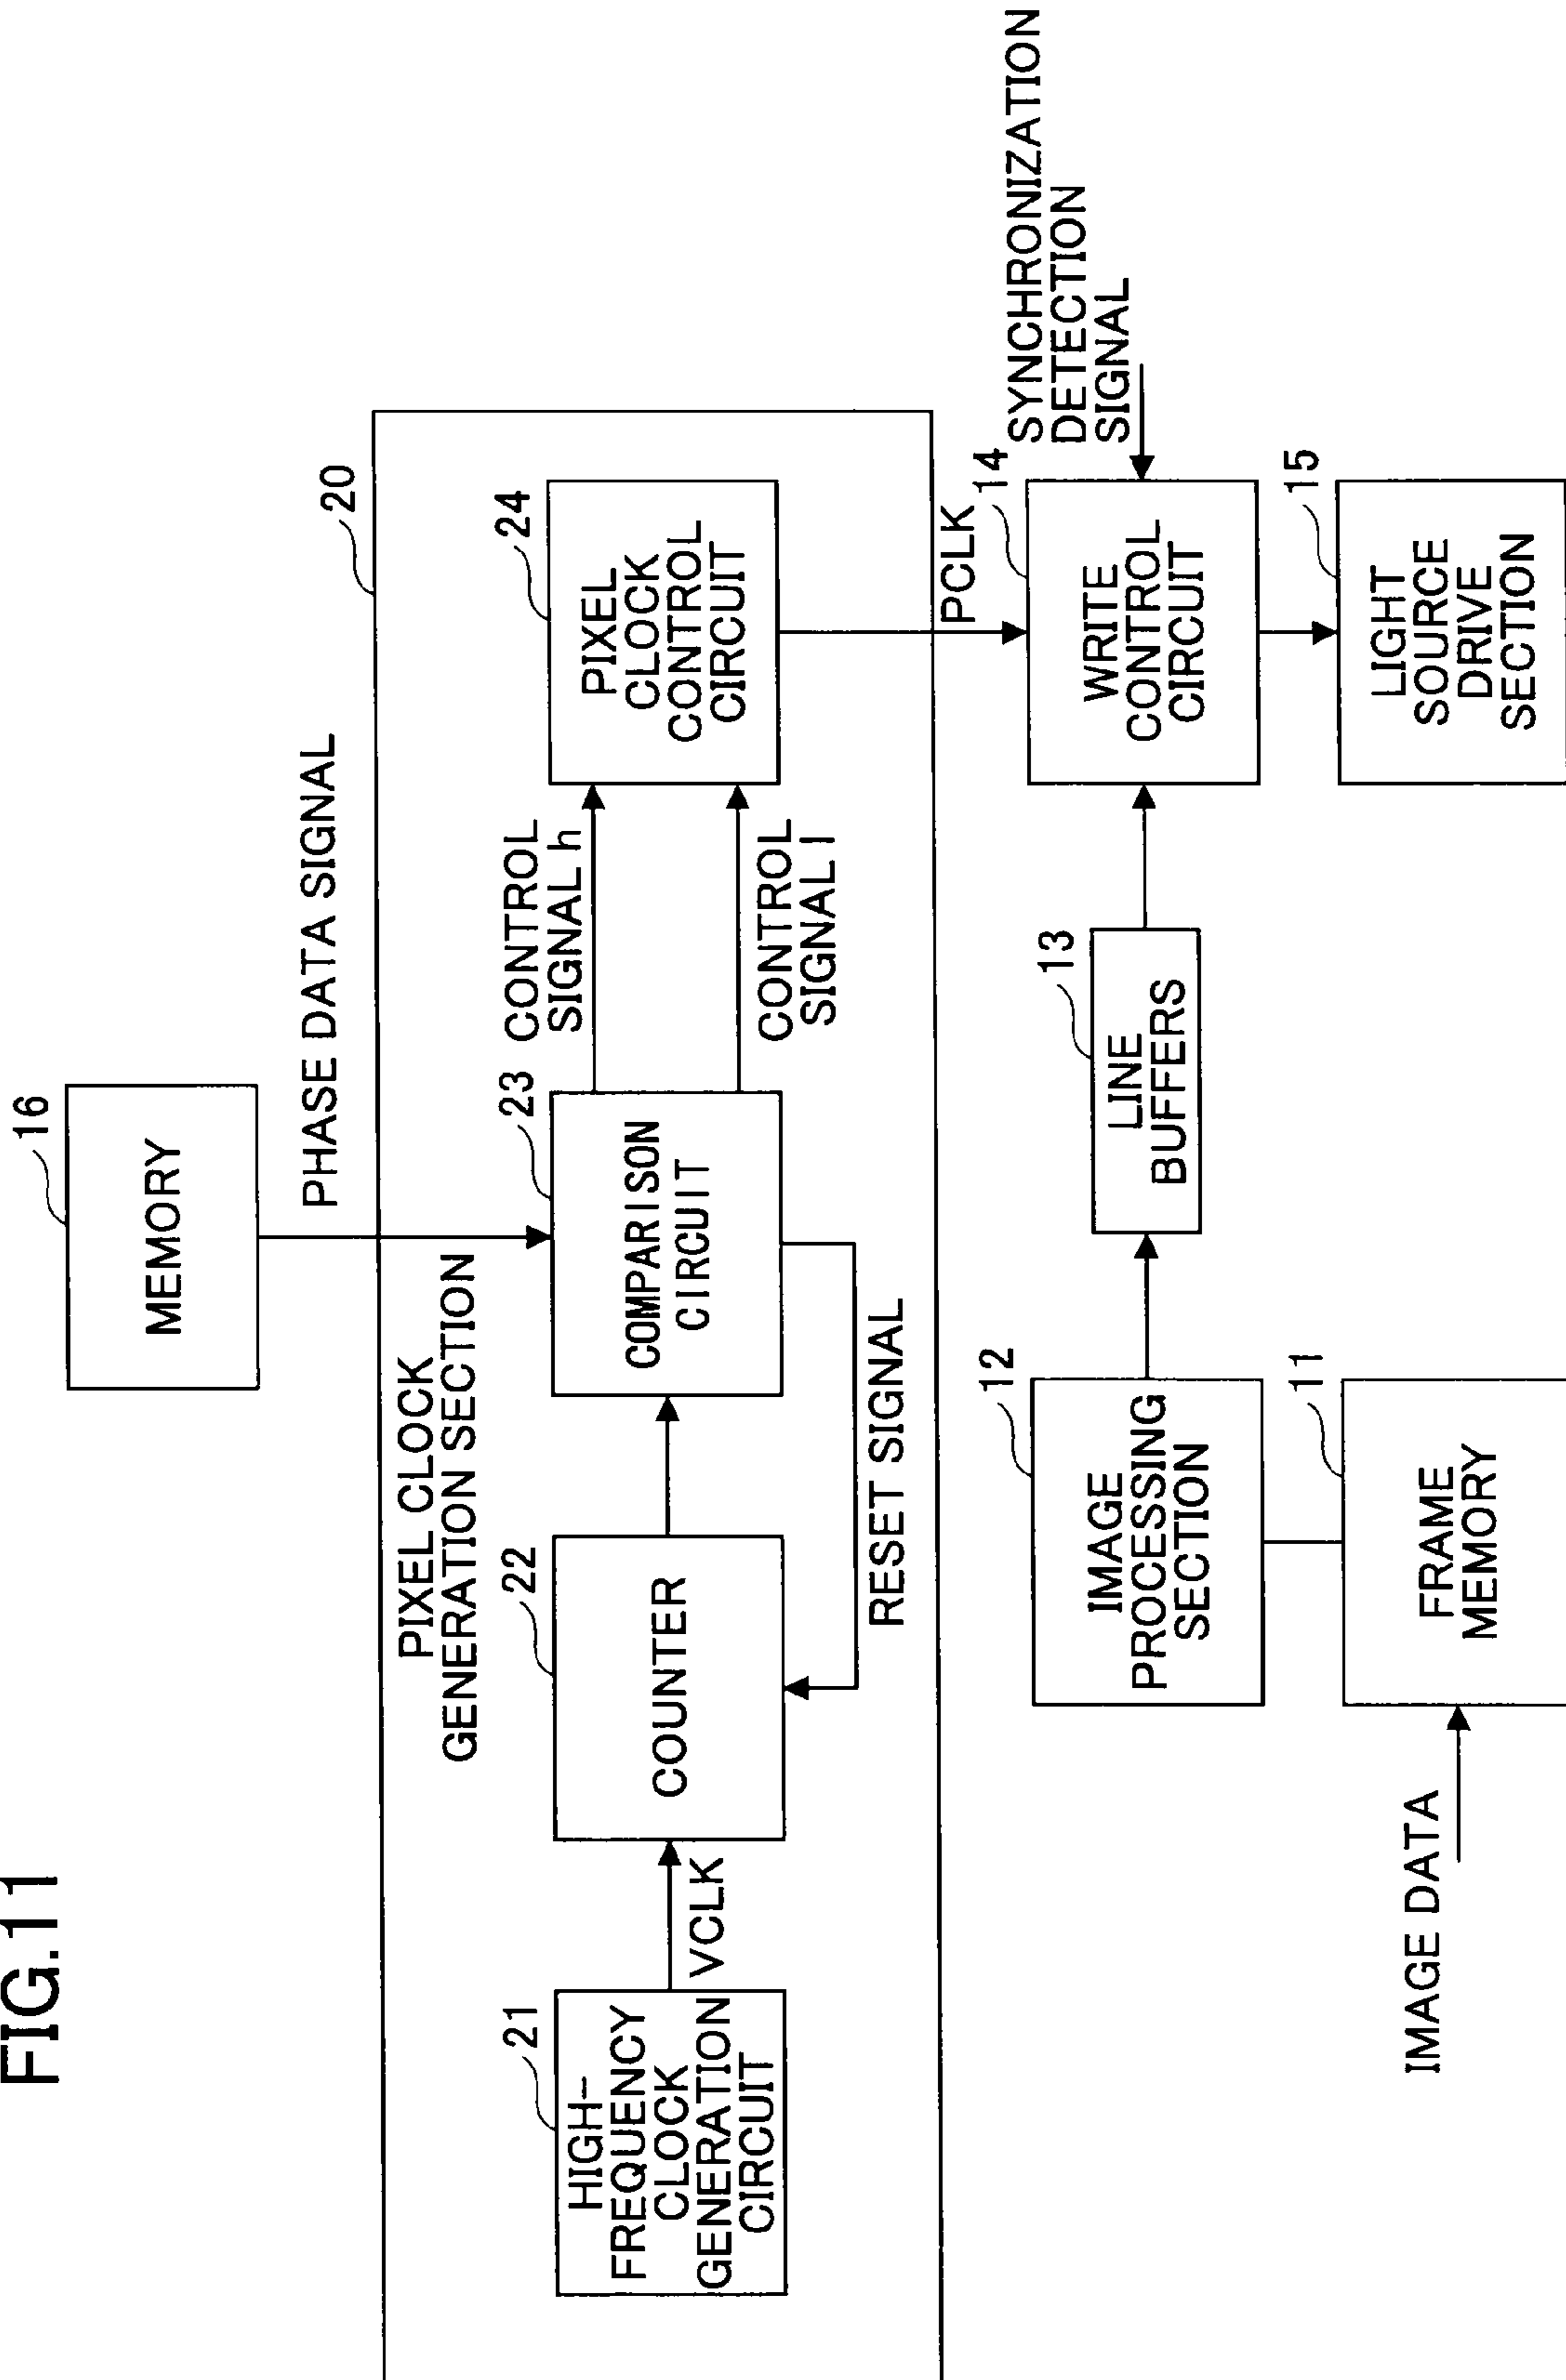 FIG.11
16
MEMORY
PHASE DATA SIGNAL
20
PIXEL CLOCK
GENERATION SECTION
21
HIGH-
FREQUENCY
CLOCK
GENERATION
CIRCUIT
VCLK
22
COUNTER
23
COMPARISON
CIRCUIT
RESET SIGNAL
CONTROL
SIGNAL h
CONTROL
SIGNAL l
24
PIXEL
CLOCK
CONTROL
CIRCUIT
PCLK
12
IMAGE
PROCESSING
SECTION
13
LINE
BUFFERS
14
WRITE
CONTROL
CIRCUIT
SYNCHRONIZATION
DETECTION
SIGNAL
IMAGE DATA
11
FRAME
MEMORY
15
LIGHT
SOURCE
DRIVE
SECTION